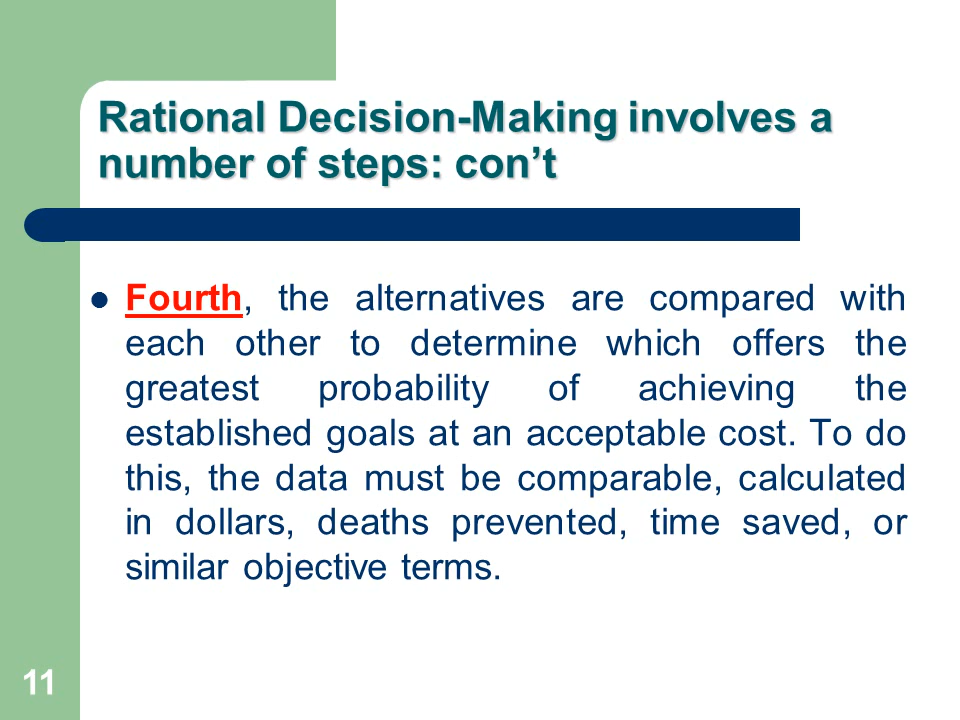 Rational Decision-Making involves a
number of steps: con’t
Fourth, the alternatives are compared with
each other to determine which offers the
greatest probability of achieving the
established goals at an acceptable cost. To do
this, the data must be comparable, calculated
in dollars, deaths prevented, time saved, or
similar objective terms.
11